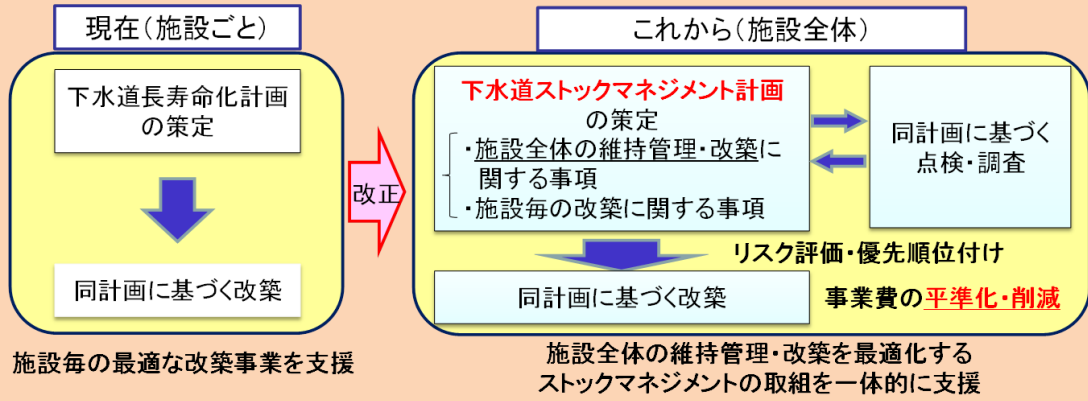 現在(施設ごと)
下水道長寿命化計画
の策定
同計画に基づく改築
施設毎の最適な改築事業を支援
改正
これから(施設全体)
下水道ストックマネジメント計画
の策定
・施設全体の維持管理・改築に
関する事項
・施設毎の改築に関する事項
同計画に基づく
点検・調査
リスク評価・優先順位付け
同計画に基づく改築
事業費の平準化・削減
施設全体の維持管理・改築を最適化する
ストックマネジメントの取組を一体的に支援